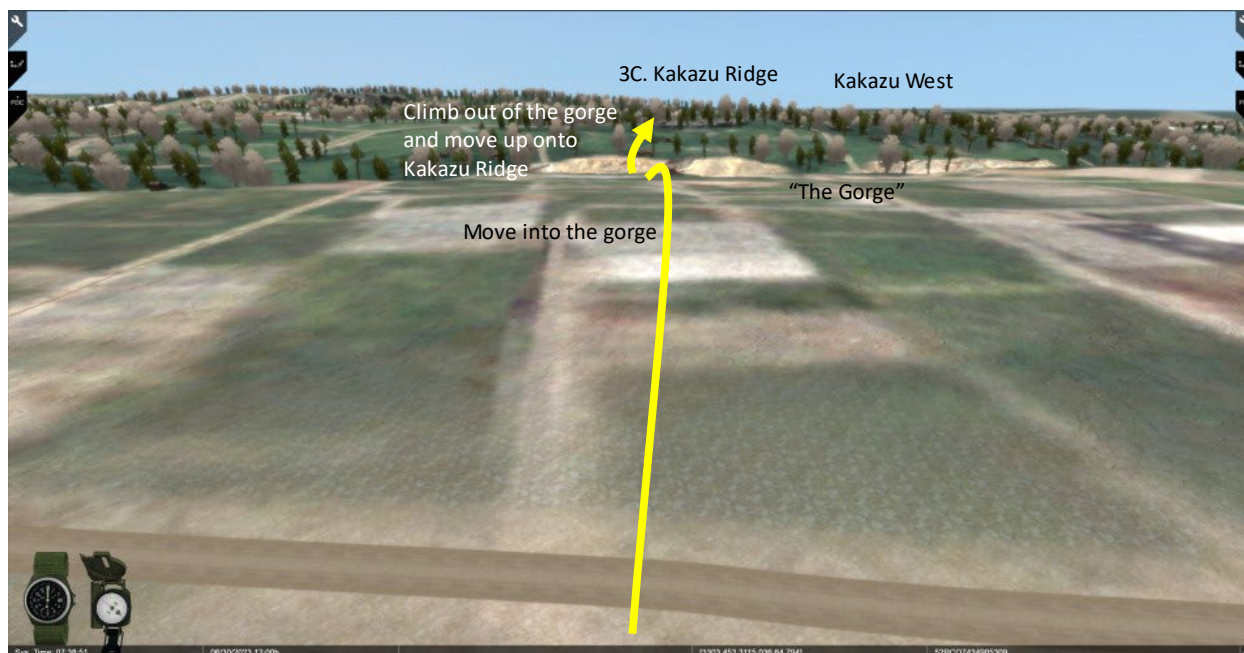 3C. Kakazu Ridge
Kakazu West
Climb out of the gorge
and move up onto
Kakazu Ridge
“The Gorge”
Move into the gorge